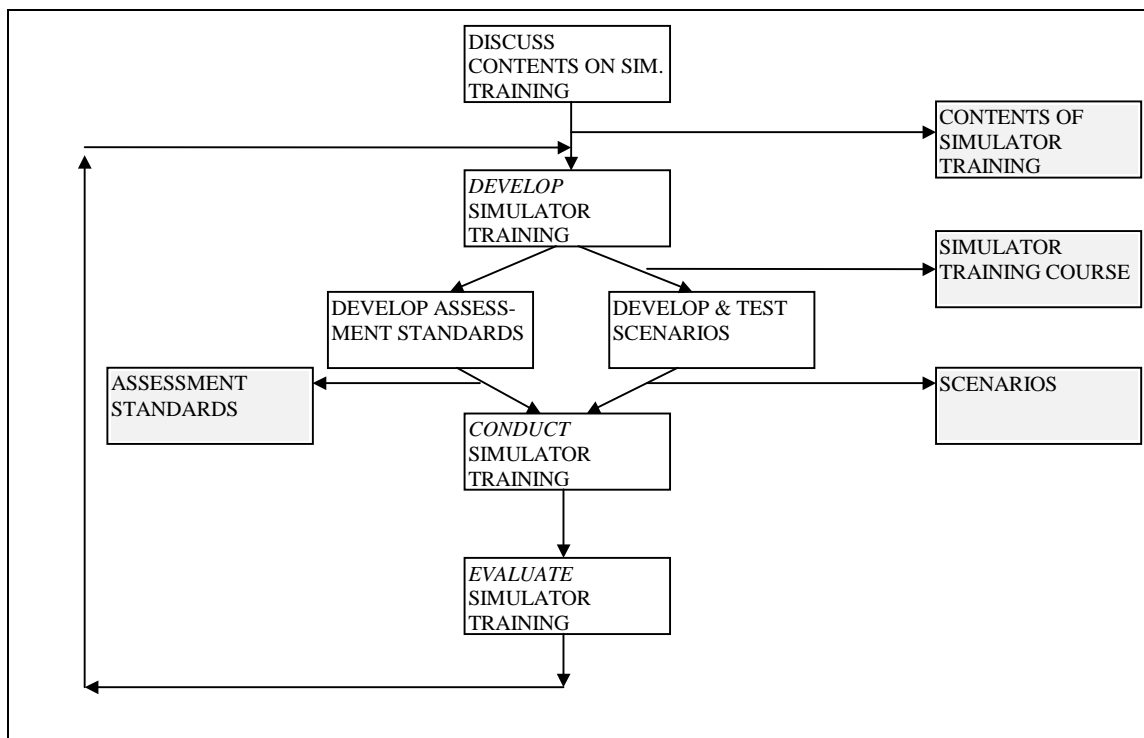 DISCUSS
CONTENTS ON SIM.
TRAINING
CONTENTS OF
SIMULATOR
TRAINING
DEVELOP
SIMULATOR
TRAINING
SIMULATOR
TRAINING COURSE
DEVELOP ASSESS-
MENT STANDARDS
DEVELOP & TEST
SCENARIOS
ASSESSMENT
STANDARDS
SCENARIOS
CONDUCT
SIMULATOR
TRAINING
EVALUATE
SIMULATOR
TRAINING